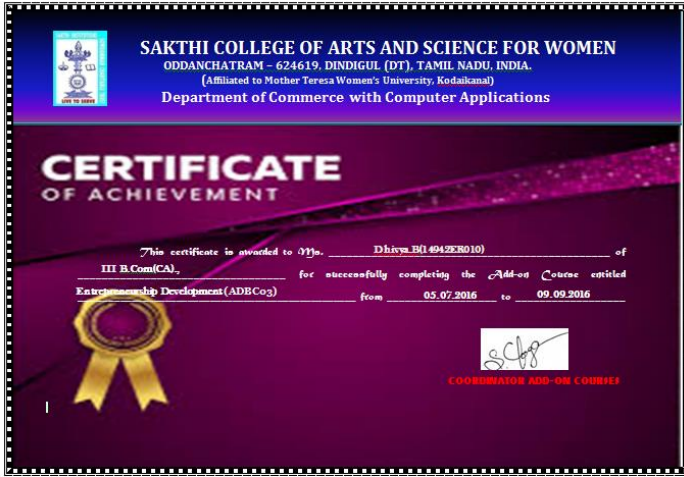 SAKTHI COLLEGE OF ARTS AND SCIENCE FOR WOMEN
ODDANCHATRAM – 624619, DINDIGUL (DT), TAMIL NADU, INDIA.
(Affiliated to Mother Teresa Women's University, Kodaikanal)
Department of Commerce with Computer Applications
LIVE TO SERVE
CERTIFICATE
OF ACHIEVEMENT
This certificate is awarded to Ms. Dhivya.B(14942ER010) of
III B.Com(CA)., for successfully completing the Add-on Course entitled
Entrepreneurship Development (ADBC03) from 05.07.2016 to 09.09.2016
COORDINATOR ADD-ON COURSES